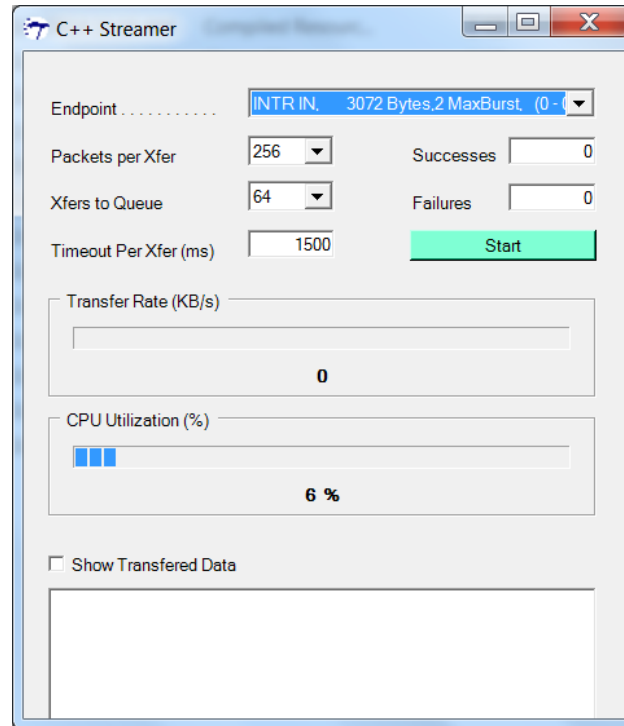 C++ Streamer
Endpoint . . . . . . . . . . . INTR IN, 3072 Bytes,2 MaxBurst, (0 -
Packets per Xfer 256 Successes 0
Xfers to Queue 64 Failures 0
Timeout Per Xfer (ms) 1500 Start
Transfer Rate (KB/s)
0
CPU Utilization (%)
6 %
Show Transfered Data